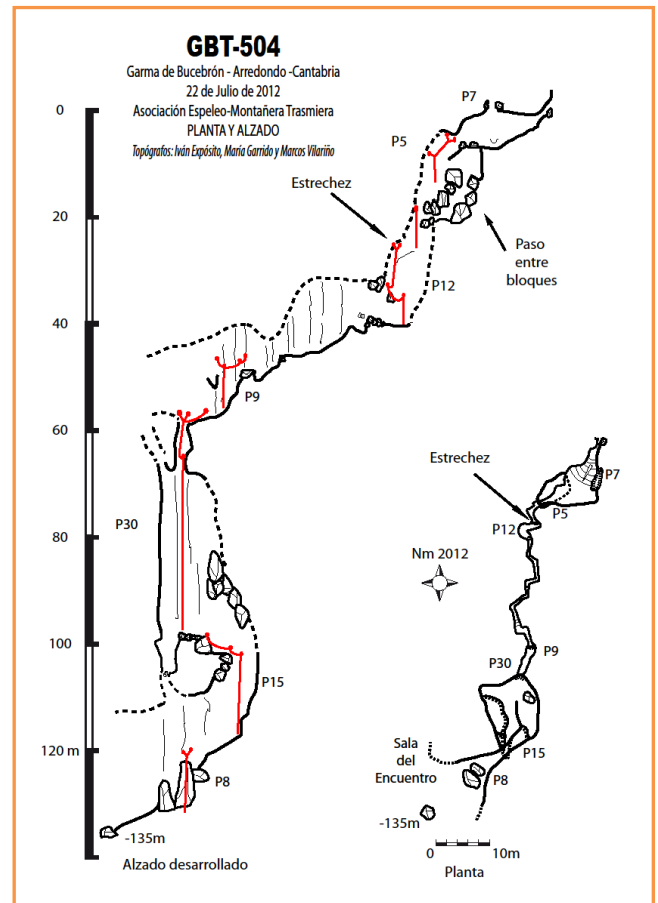 GBT-504
Garma de Bucebrón - Arredondo -Cantabria
22 de Julio de 2012
Asociación Espeleo-Montañera Trasmiera
PLANTA Y ALZADO
Topógrafos: Iván Expósito, María Garrido y Marcos Vilariño
0
20
40
60
80
100
120 m
P7
P5
Estrechez
Paso
entre
bloques
P12
P9
P30
P15
P8
-135m
Alzado desarrollado
Estrechez
P7
P5
P12
Nm 2012
P9
P30
P15
Sala
del
Encuentro
P8
-135m
0 10m
Planta